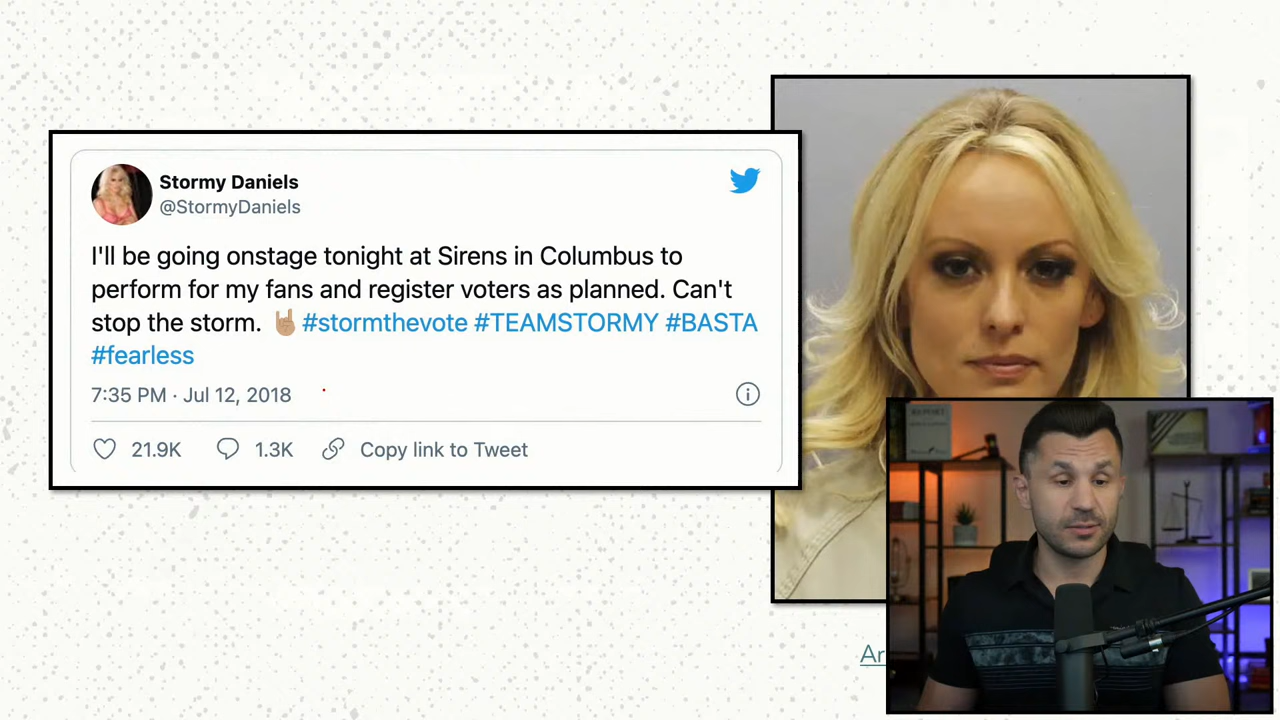 Stormy Daniels
@StormyDaniels
I'll be going onstage tonight at Sirens in Columbus to
perform for my fans and register voters as planned. Can't
stop the storm. 🤘🏼 #stormthevote #TEAMSTORMY #BASTA
#fearless
7:35 PM · Jul 12, 2018
21.9K 1.3K Copy link to Tweet
Ar